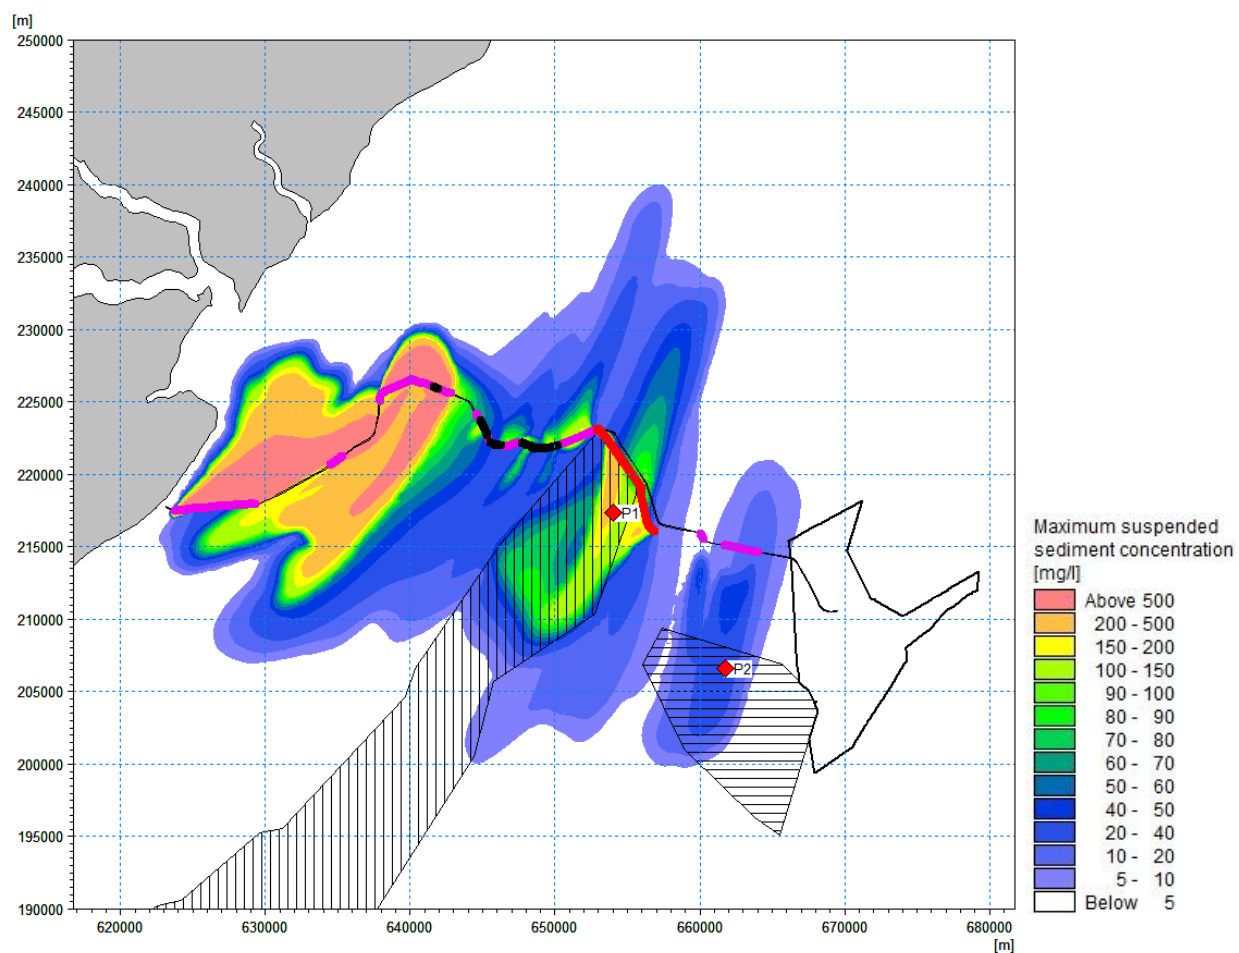 [m]
250000
245000
240000
235000
230000
225000
220000
215000
210000
205000
200000
195000
190000
620000
630000
640000
650000
660000
670000
680000
[m]
P1
P2
Maximum suspended
sediment concentration
[mg/l]
Above 500
200 - 500
150 - 200
100 - 150
90 - 100
80 - 90
70 - 80
60 - 70
50 - 60
40 - 50
20 - 40
10 - 20
5 - 10
Below 5